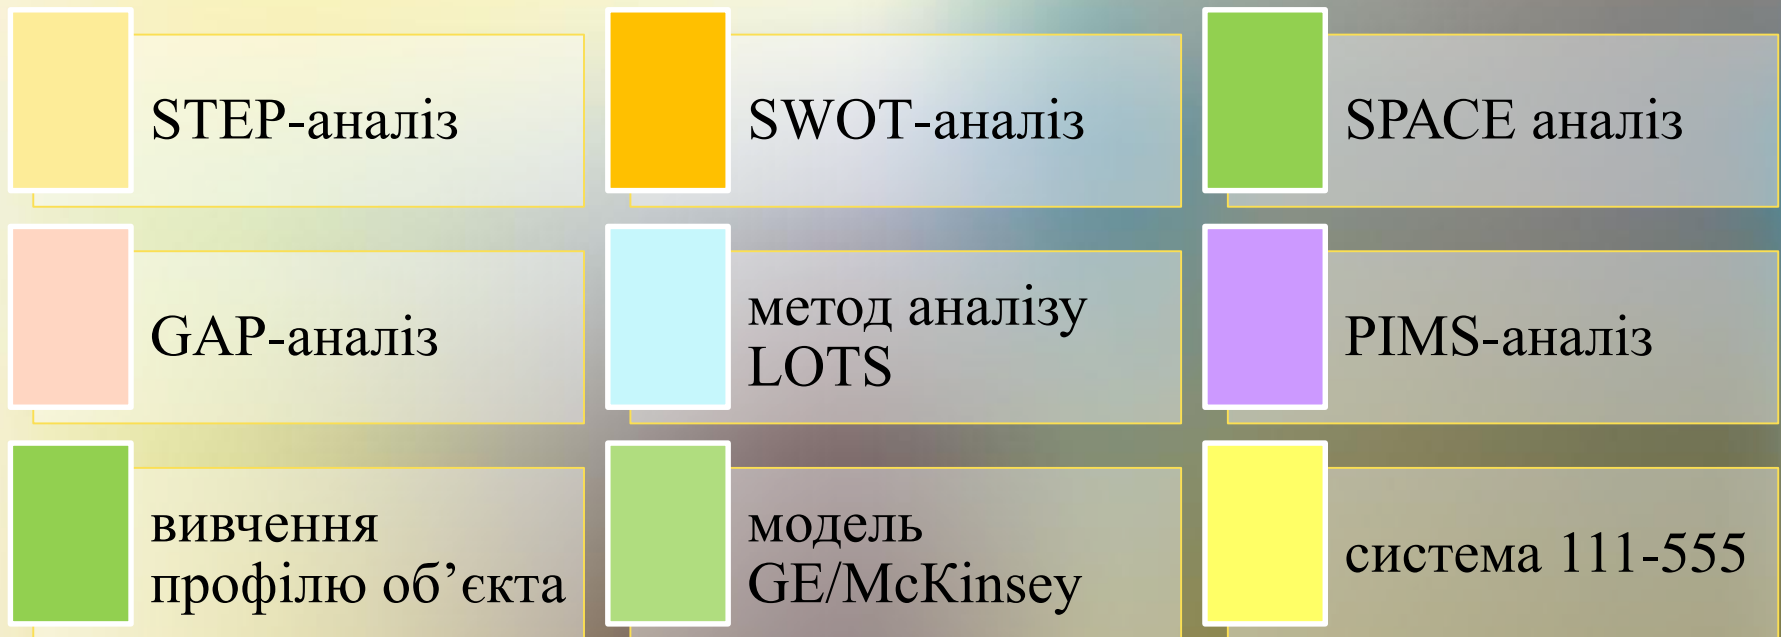 STEP-аналіз
SWOT-аналіз
SPACE аналіз
GAP-аналіз
метод аналізу
LOTS
PIMS-аналіз
вивчення
профілю об’єкта
модель
GE/McKinsey
система 111-555